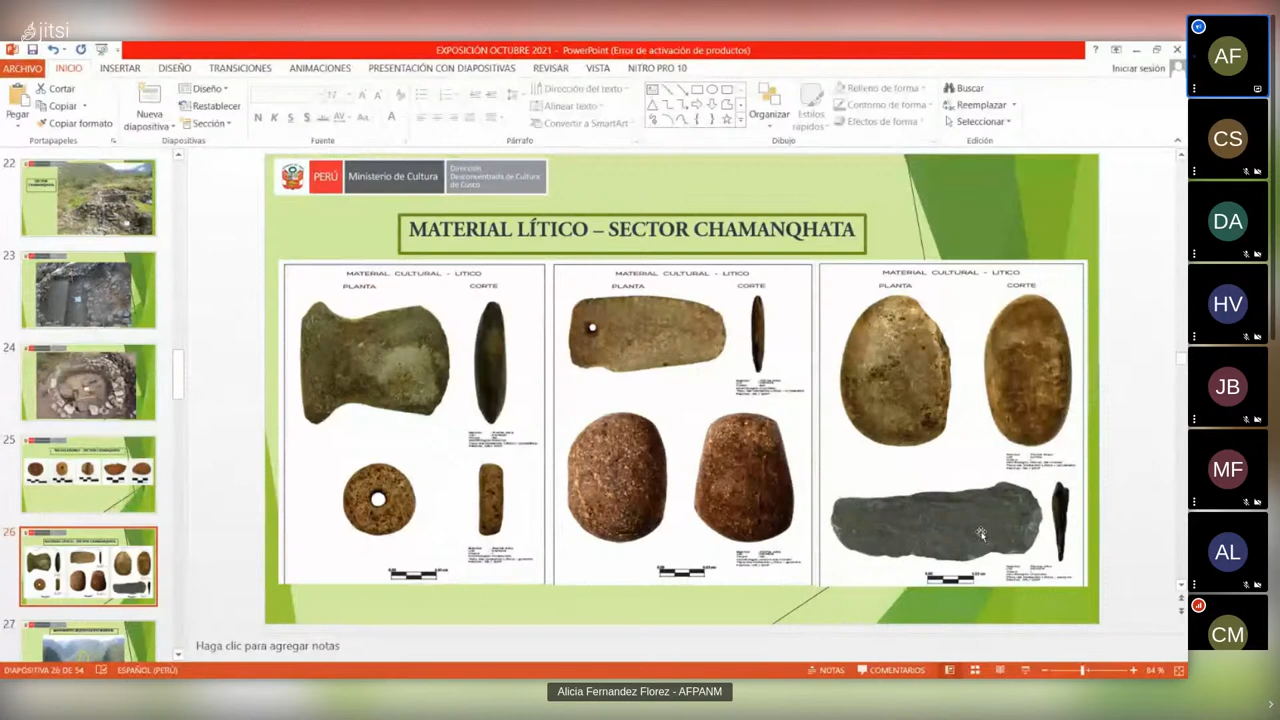 jitsi
EXPOSICIÓN OCTUBRE 2021 - PowerPoint (Error de activación de productos)
ARCHIVO INICIO INSERTAR DISEÑO TRANSICIONES ANIMACIONES PRESENTACIÓN CON DIAPOSITIVAS REVISAR VISTA NITRO PRO 10 Iniciar sesión
Pegar
Cortar
Copiar
Copiar formato
Portapapeles
Nueva diapositiva
Diseño
Restablecer
Sección
Diapositivas
N K S
Fuente
Dirección del texto
Alinear texto
Convertir a SmartArt
Párrafo
Organizar
Estilos rápidos
Relleno de forma
Contorno de forma
Efectos de forma
Dibujo
Buscar
Reemplazar
Seleccionar
Edición
22
23
24
25
26
27
PERÚ
Ministerio de Cultura
Dirección
Desconcentrada de Cultura
de Cusco
MATERIAL LÍTICO – SECTOR CHAMANQHATA
MATERIAL CULTURAL - LITICO
PLANTA CORTE
MATERIAL CULTURAL - LITICO
PLANTA CORTE
MATERIAL CULTURAL - LITICO
PLANTA CORTE
Haga clic para agregar notas
DIAPOSITIVA 26 DE 54 ESPAÑOL (PERÚ) NOTAS COMENTARIOS 84 %
AF
CS
DA
HV
JB
MF
AL
CM
Alicia Fernandez Florez - AFPANM